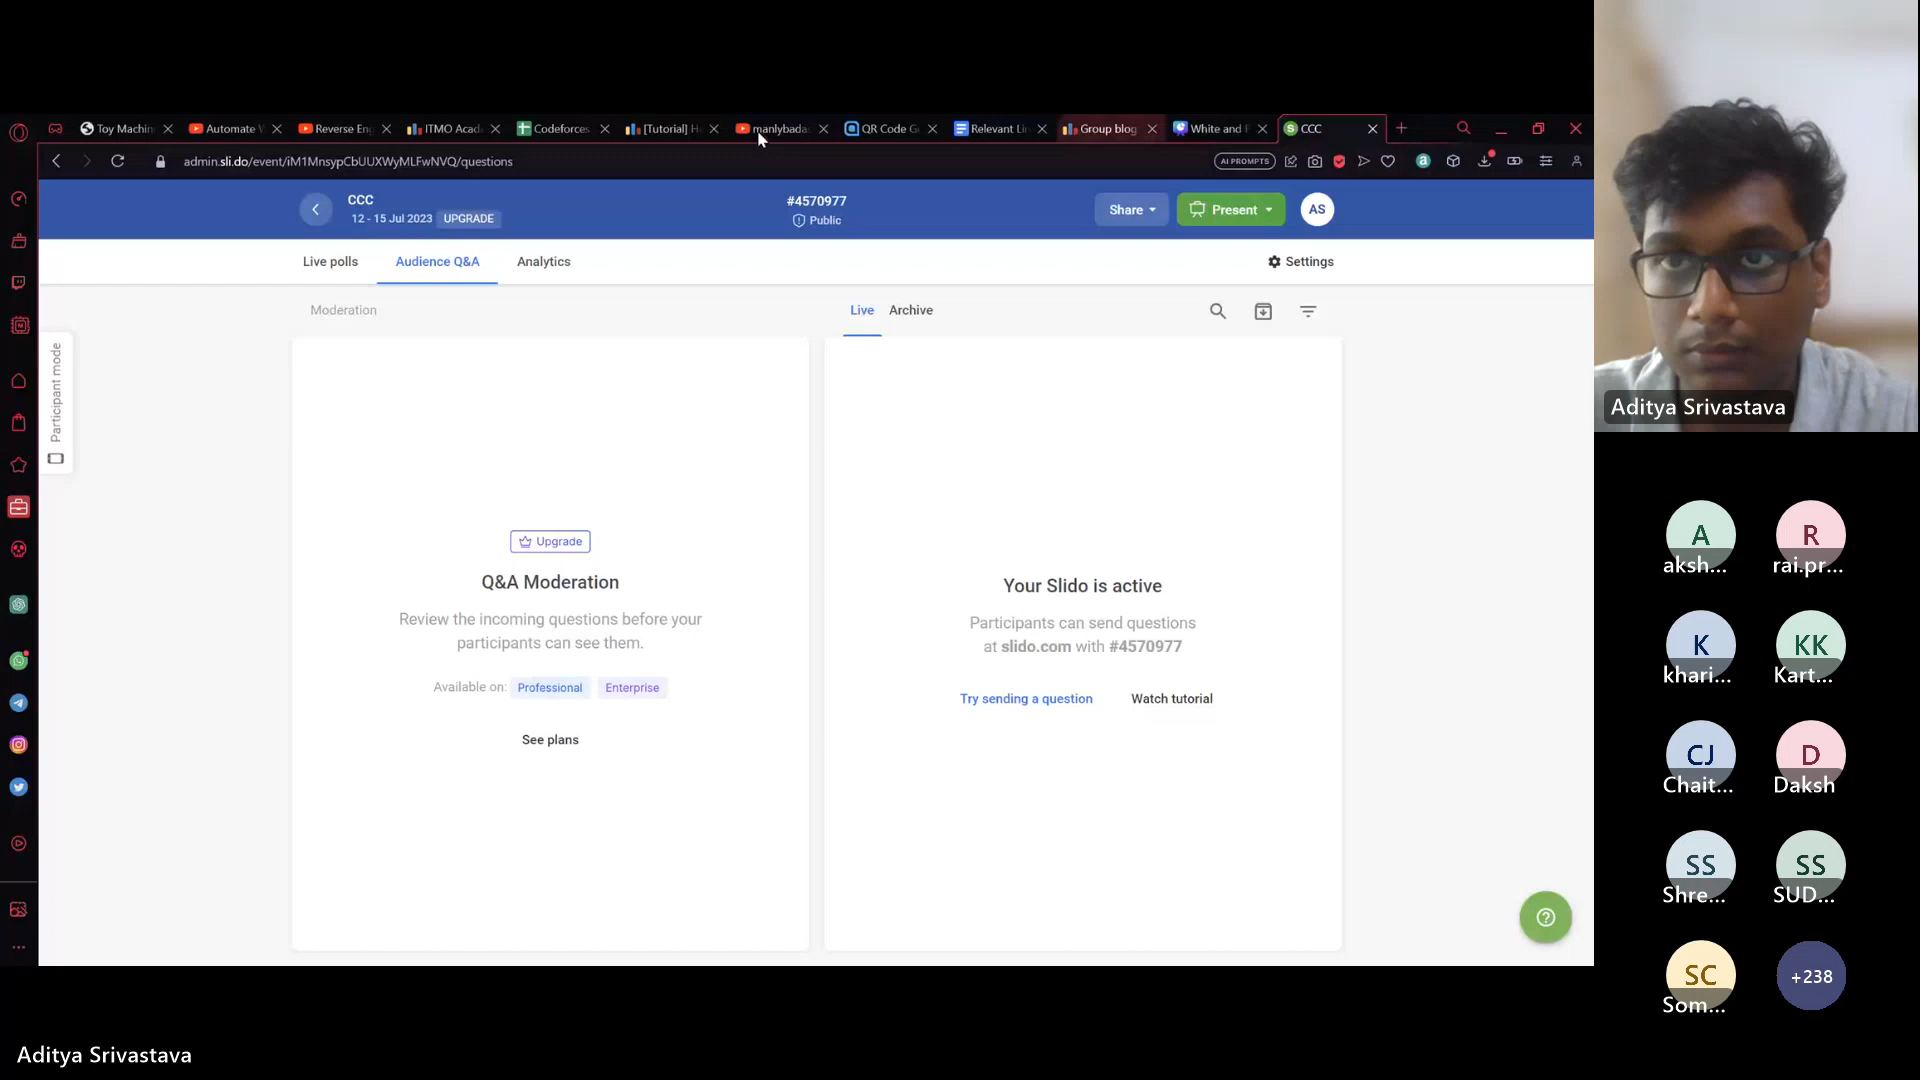 Toy Machin
Automate W
Reverse Eng
ITMO Acad
Codeforces
[Tutorial] H
manlybada
QR Code G
Relevant Li
Group blog
White and
CCC
admin.sli.do/event/iM1MnsypCbUUXWyMLFwNVQ/questions
AI PROMPTS
CCC
12 - 15 Jul 2023 UPGRADE
#4570977
Public
Share
Present
AS
Live polls
Audience Q&A
Analytics
Settings
Moderation
Live
Archive
Participant mode
Upgrade
Q&A Moderation
Review the incoming questions before your
participants can see them.
Available on: Professional Enterprise
See plans
Your Slido is active
Participants can send questions
at slido.com with #4570977
Try sending a question
Watch tutorial
Aditya Srivastava
A
aksh...
R
rai.pr...
K
khari...
KK
Kart...
CJ
Chait...
D
Daksh
SS
Shre...
SS
SUD...
SC
Som...
+238
Aditya Srivastava